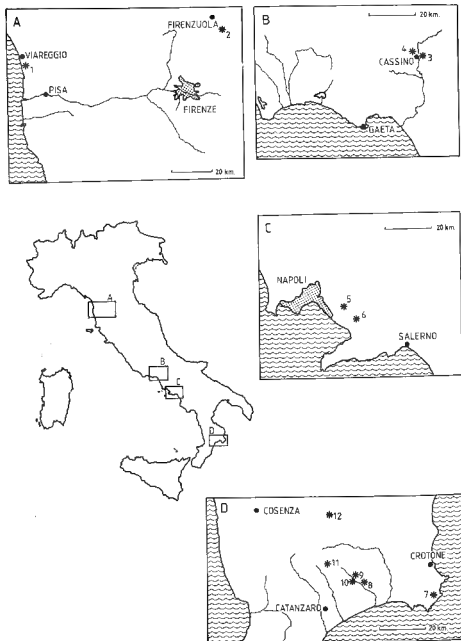 A
FIRENZUOLA
2
VIAREGGIO
1
PISA
FIRENZE
20 km.
B
20 km.
4
CASSINO
3
GAETA
C
20 km.
NAPOLI
5
6
SALERNO
A
B
C
D
D
COSENZA
12
11
CROTONE
9
10
8
7
CATANZARO
20 km.